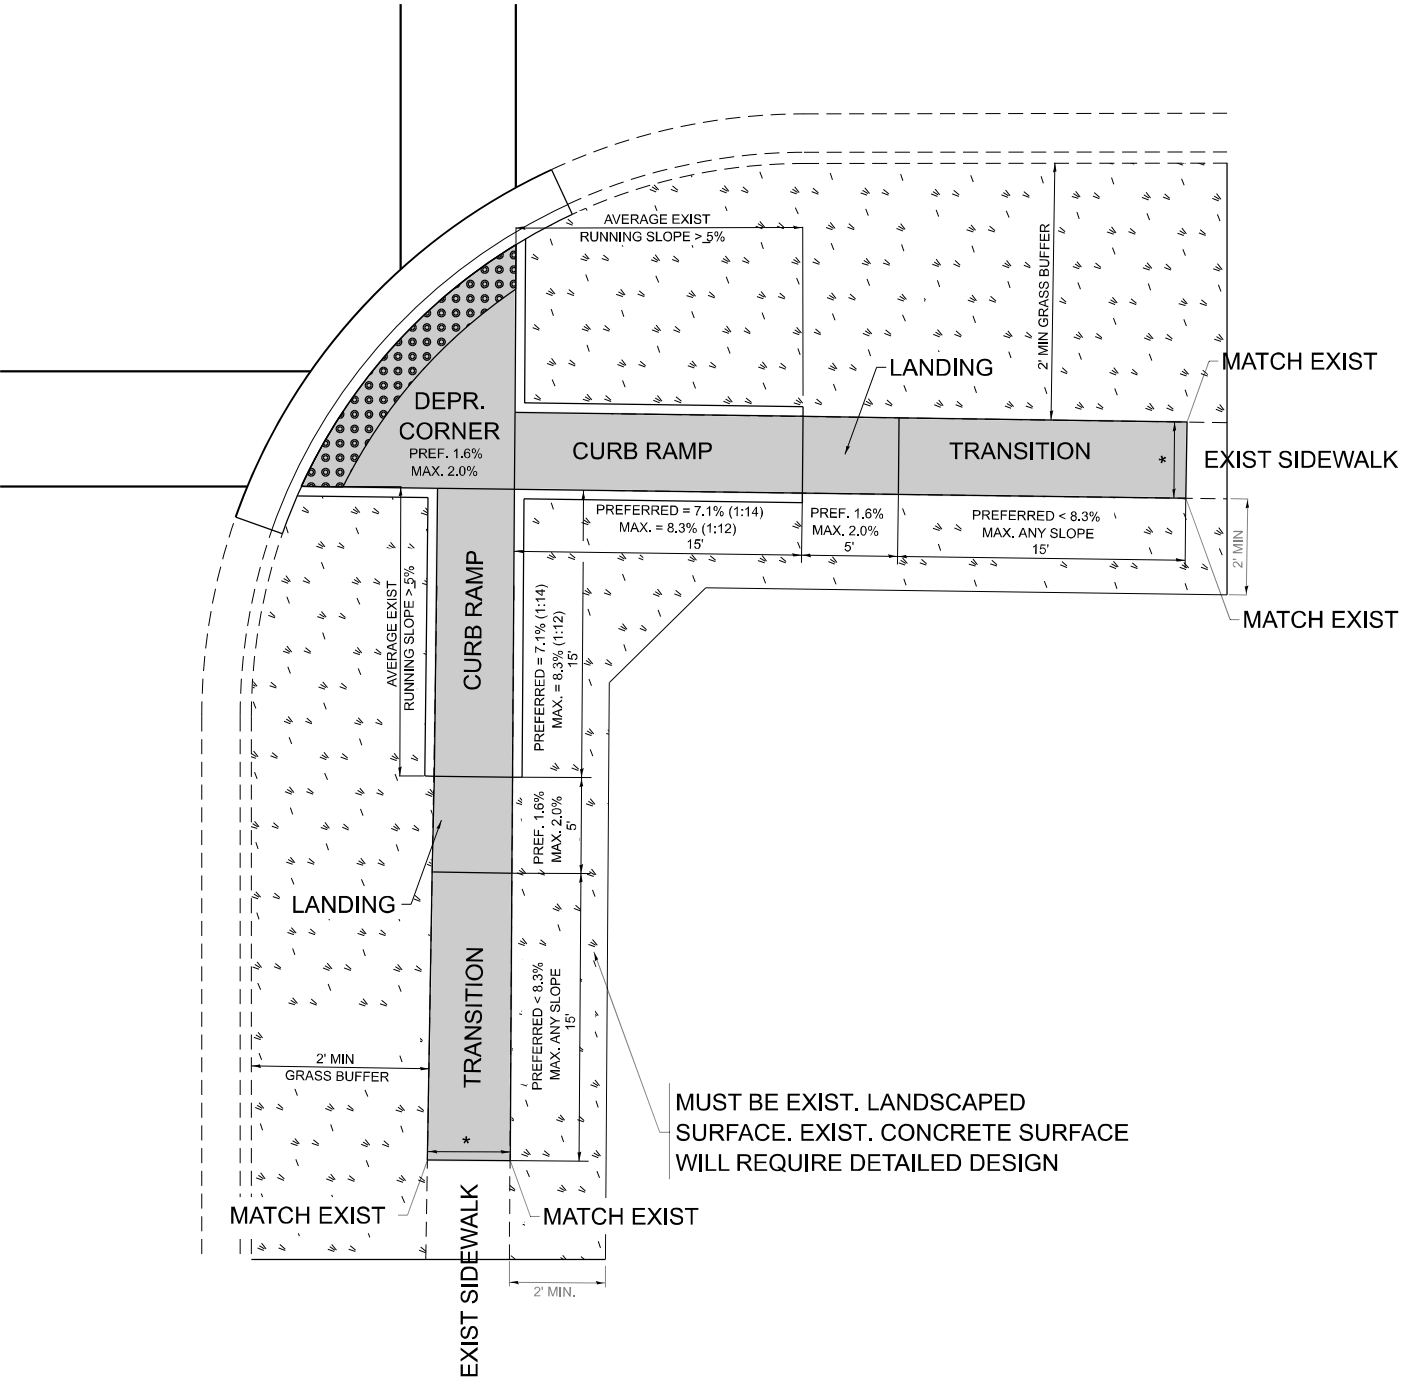 AVERAGE EXIST
RUNNING SLOPE > 5%
2' MIN GRASS BUFFER
LANDING
MATCH EXIST
DEPR.
CORNER
PREF. 1.6%
MAX. 2.0%
CURB RAMP
TRANSITION
*
EXIST SIDEWALK
PREFERRED = 7.1% (1:14)
MAX. = 8.3% (1:12)
15'
PREF. 1.6%
MAX. 2.0%
5'
PREFERRED < 8.3%
MAX. ANY SLOPE
15'
2' MIN
MATCH EXIST
AVERAGE EXIST
RUNNING SLOPE > 5%
CURB RAMP
PREFERRED = 7.1% (1:14)
MAX. = 8.3% (1:12)
15'
PREF. 1.6%
MAX. 2.0%
5'
LANDING
TRANSITION
PREFERRED < 8.3%
MAX. ANY SLOPE
15'
2' MIN
GRASS BUFFER
MUST BE EXIST. LANDSCAPED
SURFACE. EXIST. CONCRETE SURFACE
WILL REQUIRE DETAILED DESIGN
*
MATCH EXIST
MATCH EXIST
EXIST SIDEWALK
2' MIN.